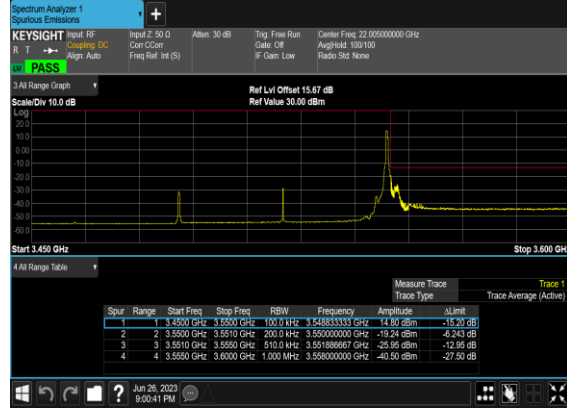 Spectrum Analyzer 1
Spurious Emissions
+
KEYSIGHT Input: RF Input Z: 50 Ω Atten: 30 dB Trig: Free Run Center Freq: 22.005000000 GHz
R T Coupling: DC Corr CCorr Gate: Off Avg|Hold: 100/100
Align: Auto Freq Ref: Int (S) IF Gain: Low Radio Std: None
PASS
3 All Range Graph
Ref Lvl Offset 15.67 dB
Scale/Div 10.0 dB Ref Value 30.00 dBm
Log
20.0
10.0
0.00
-10.0
-20.0
-30.0
-40.0
-50.0
-60.0
Start 3.450 GHz Stop 3.600 GHz
4 All Range Table
Measure Trace Trace 1
Trace Type Trace Average (Active)
Spur Range Start Freq Stop Freq RBW Frequency Amplitude ΔLimit
1 1 3.4500 GHz 3.5500 GHz 100.0 kHz 3.548833333 GHz 14.80 dBm -15.20 dB
2 2 3.5500 GHz 3.5510 GHz 200.0 kHz 3.550000000 GHz -19.24 dBm -6.243 dB
3 3 3.5510 GHz 3.5550 GHz 510.0 kHz 3.551886667 GHz -25.95 dBm -12.95 dB
4 4 3.5550 GHz 3.6000 GHz 1.000 MHz 3.558000000 GHz -40.50 dBm -27.50 dB
? Jun 26, 2023
9:00:41 PM